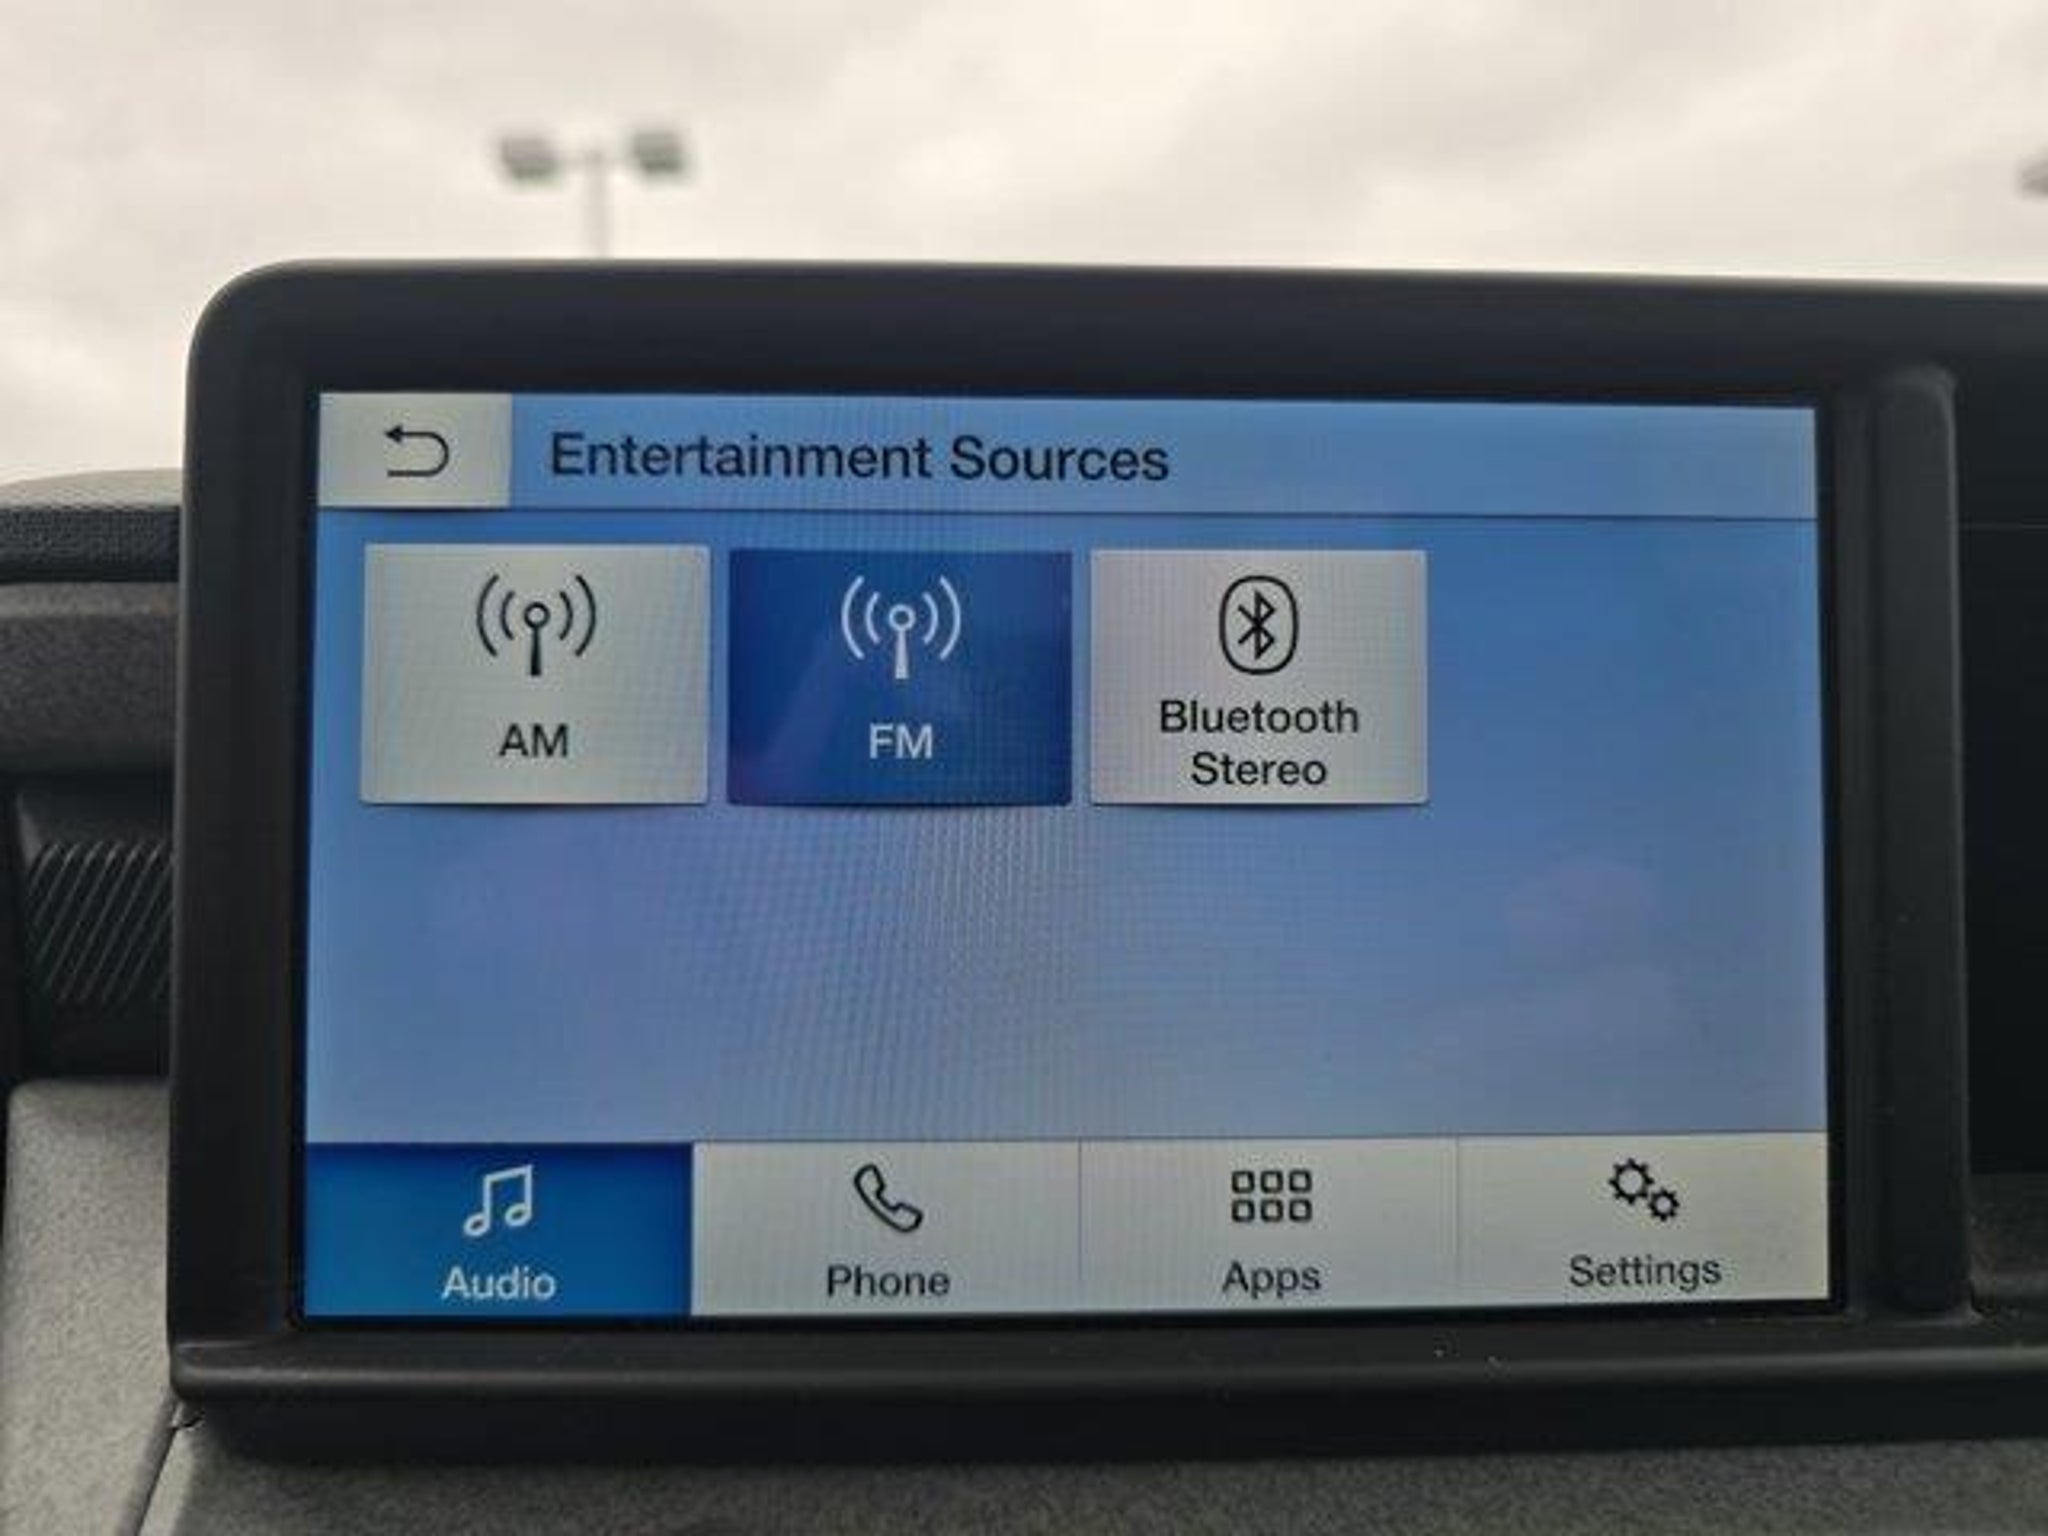 Entertainment Sources
AM
FM
Bluetooth
Stereo
Audio
Phone
Apps
Settings